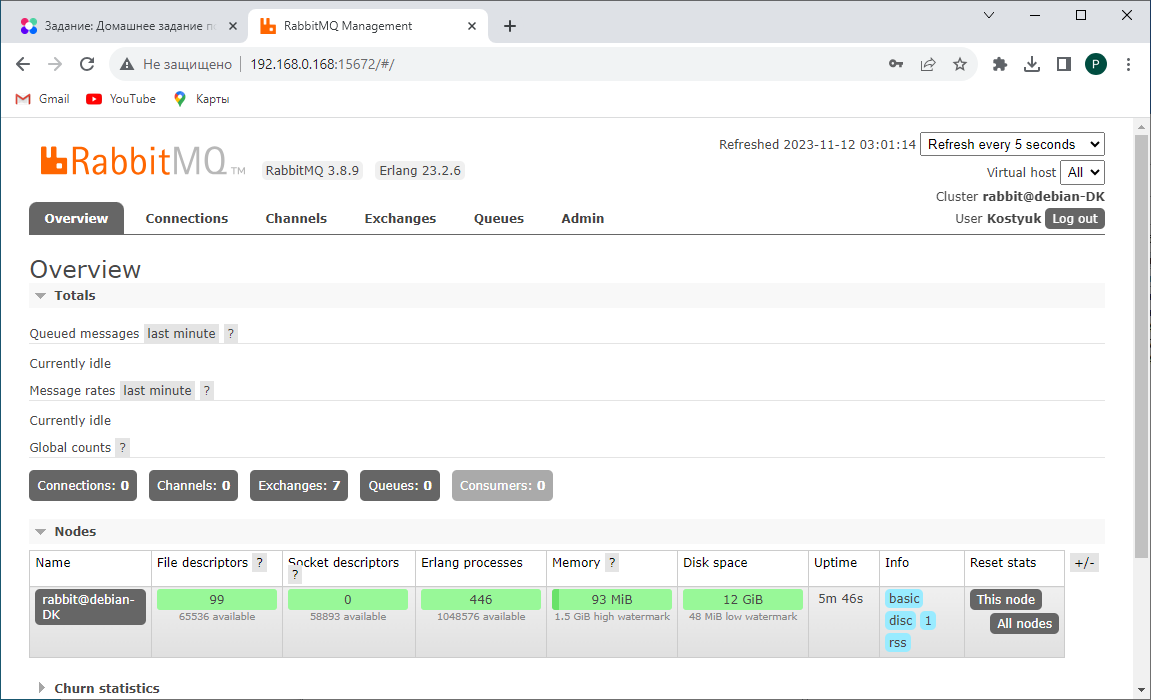 Задание: Домашнее задание по
RabbitMQ Management
Не защищено 192.168.0.168:15672/#/
P
Gmail YouTube Карты
Refreshed 2023-11-12 03:01:14 Refresh every 5 seconds
RabbitMQ TM RabbitMQ 3.8.9 Erlang 23.2.6
Virtual host All
Cluster rabbit@debian-DK
User Kostyuk Log out
Overview Connections Channels Exchanges Queues Admin
Overview
Totals
Queued messages last minute ?
Currently idle
Message rates last minute ?
Currently idle
Global counts ?
Connections: 0 Channels: 0 Exchanges: 7 Queues: 0 Consumers: 0
Nodes
Name File descriptors ? Socket descriptors ? Erlang processes Memory ? Disk space Uptime Info Reset stats +/-
rabbit@debian-DK
99
65536 available
0
58893 available
446
1048576 available
93 MiB
1.5 GiB high watermark
12 GiB
48 MiB low watermark
5m 46s
basic
disc 1
rss
This node
All nodes
Churn statistics